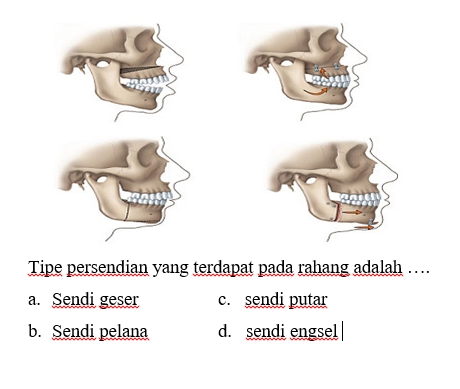 Tipe persendian yang terdapat pada rahang adalah ….
a. Sendi geser c. sendi putar
b. Sendi pelana d. sendi engsel